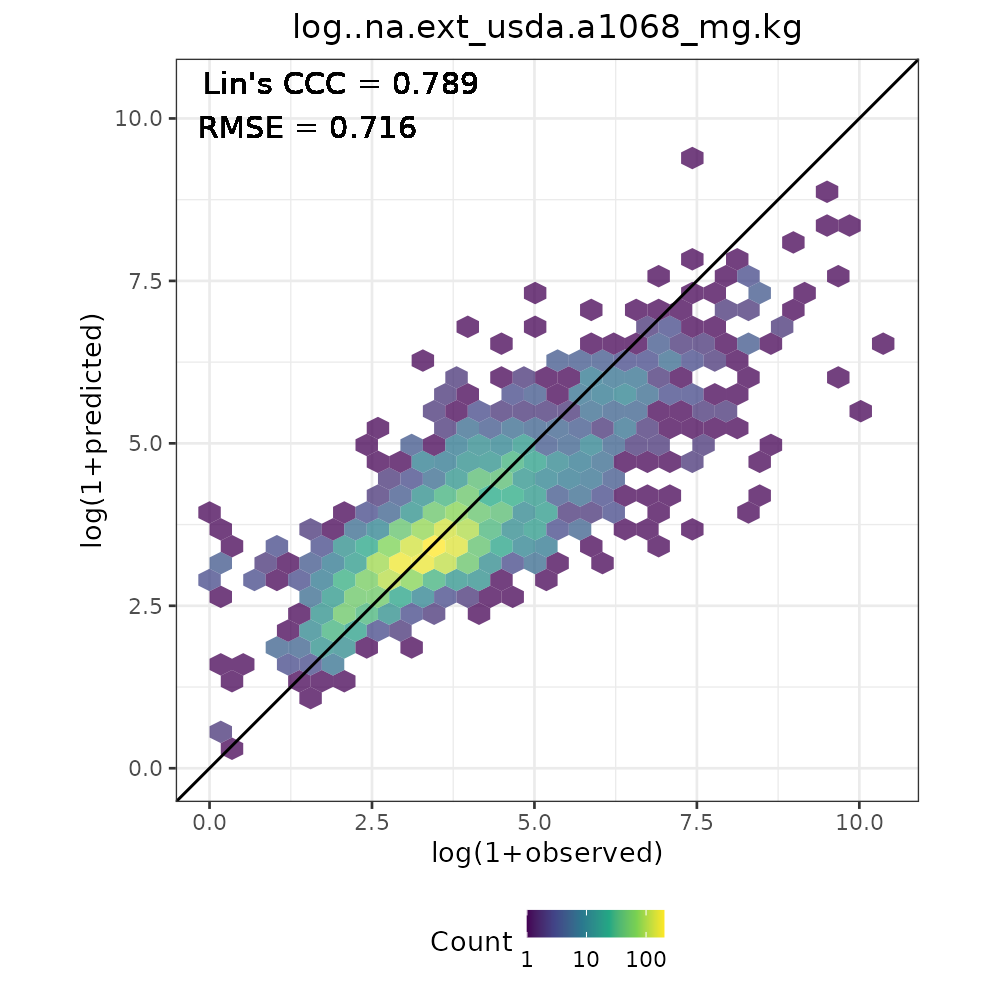 log..na.ext_usda.a1068_mg.kg
Lin's CCC = 0.789
RMSE = 0.716
log(1+predicted)
10.0
7.5
5.0
2.5
0.0
0.0 2.5 5.0 7.5 10.0
log(1+observed)
Count
1 10 100